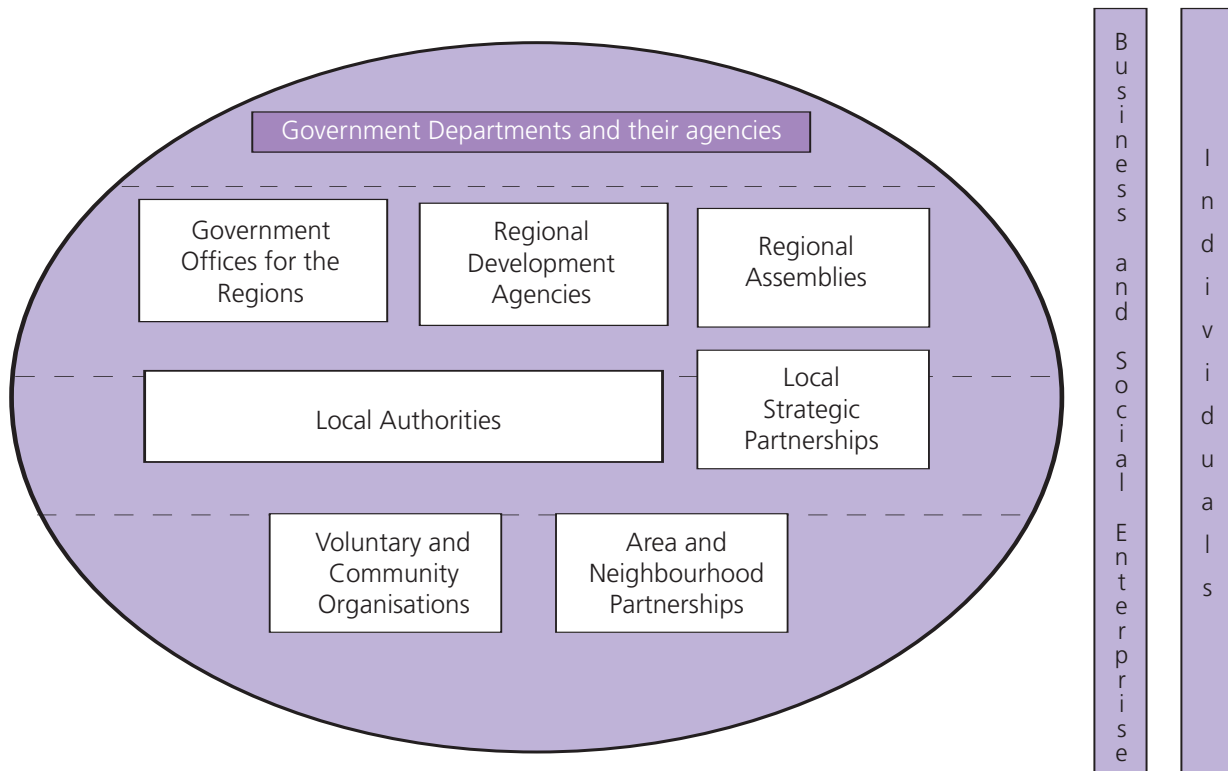 Government Departments and their agencies
Government
Offices for the
Regions
Regional
Development
Agencies
Regional
Assemblies
Local Authorities
Local
Strategic
Partnerships
Voluntary and
Community
Organisations
Area and
Neighbourhood
Partnerships
Business and Social Enterprise
Individuals